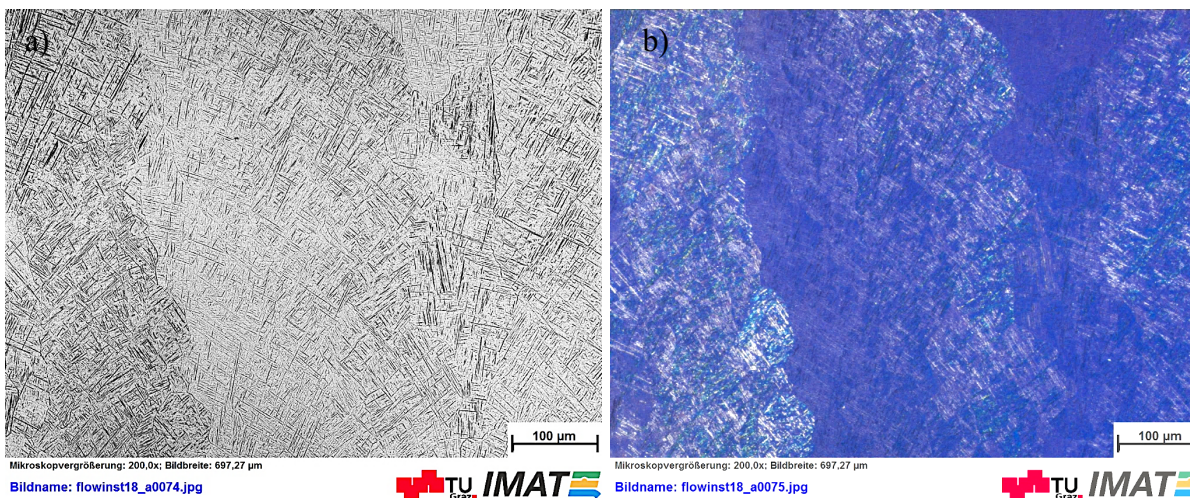 a)
100 µm
Mikroskopvergrößerung: 200,0x; Bildbreite: 697,27 µm
Bildname: flowinst18_a0074.jpg
TU
Graz
IMAT
b)
100 µm
Mikroskopvergrößerung: 200,0x; Bildbreite: 697,27 µm
Bildname: flowinst18_a0075.jpg
TU
Graz
IMAT